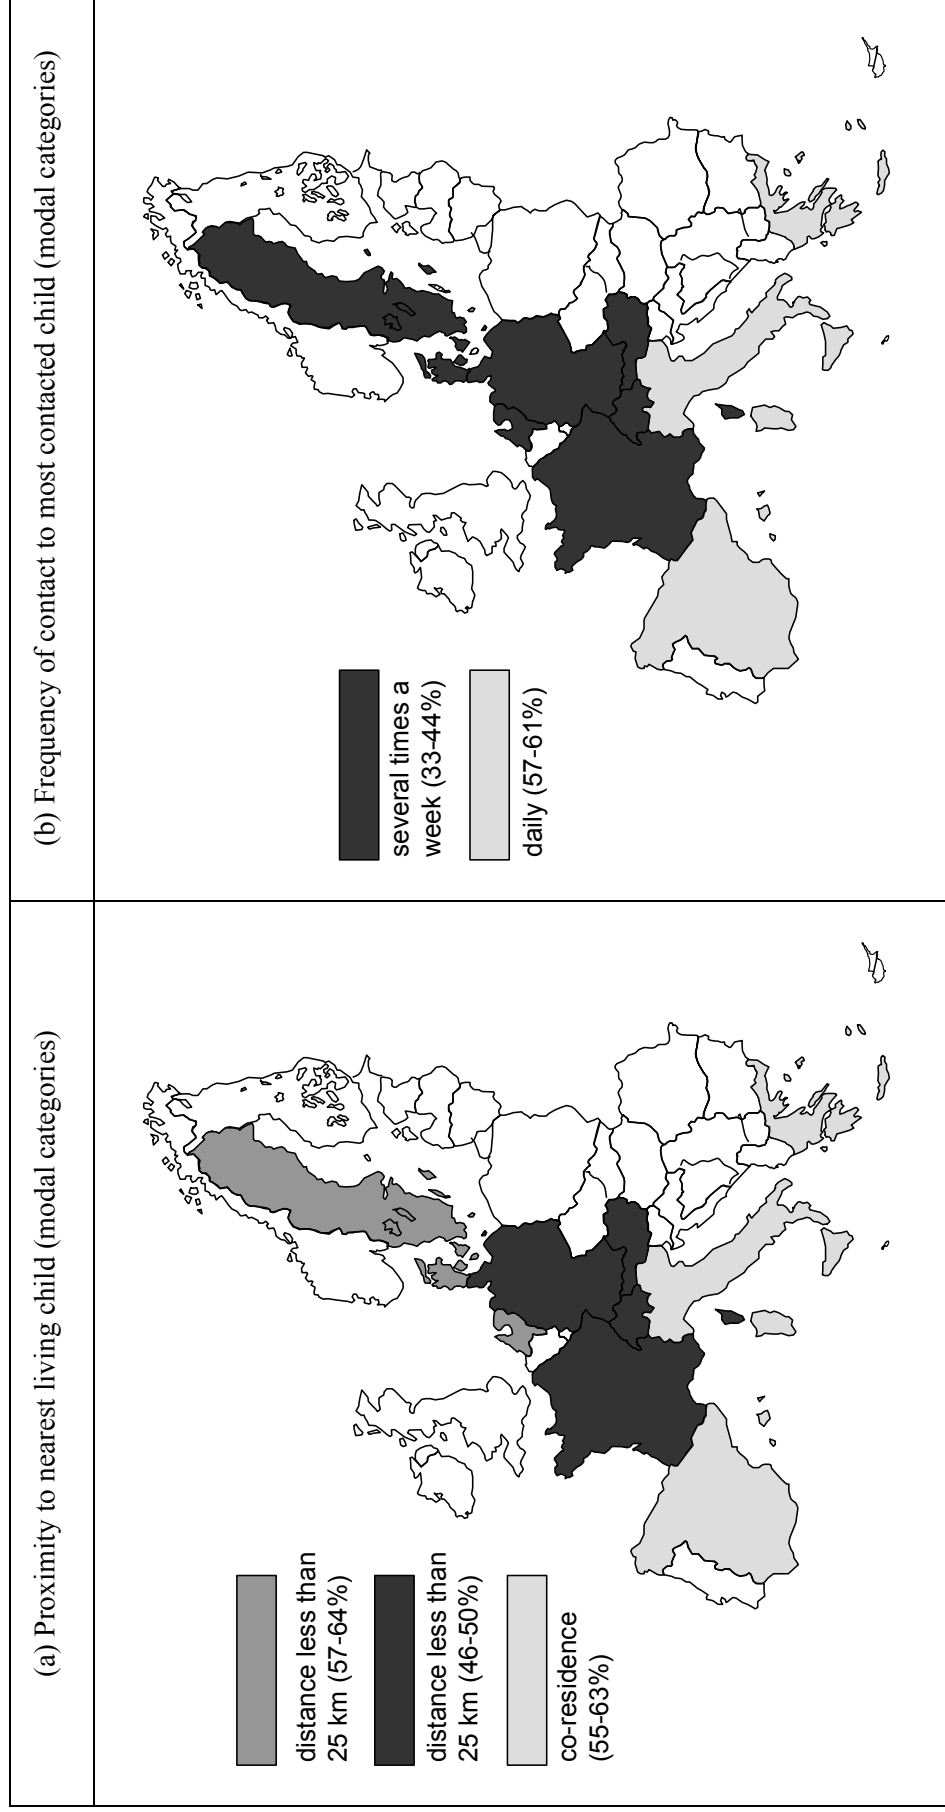 (a) Proximity to nearest living child (modal categories)
distance less than
25 km (57-64%)
distance less than
25 km (46-50%)
co-residence
(55-63%)
(b) Frequency of contact to most contacted child (modal categories)
several times a
week (33-44%)
daily (57-61%)